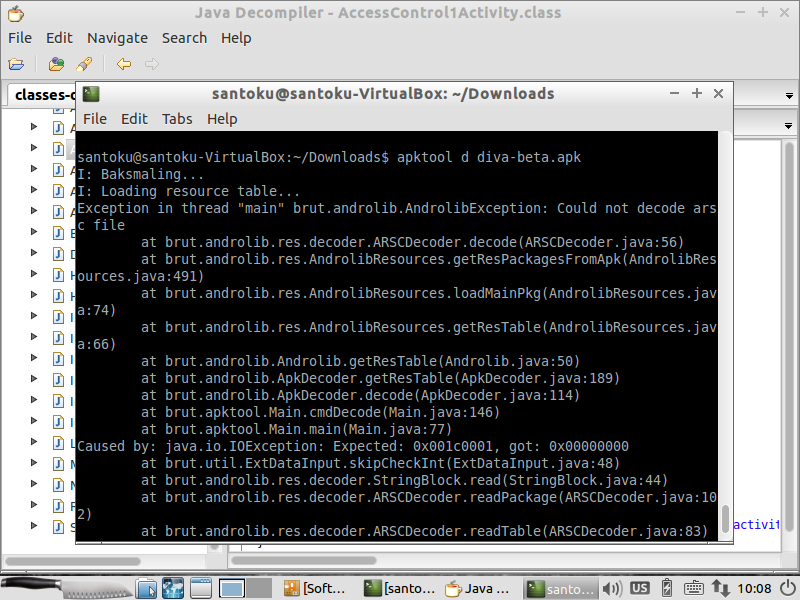 Java Decompiler - AccessControl1Activity.class
File Edit Navigate Search Help
classes-d
santoku@santoku-VirtualBox: ~/Downloads
File Edit Tabs Help
santoku@santoku-VirtualBox:~/Downloads$ apktool d diva-beta.apk
I: Baksmaling...
I: Loading resource table...
Exception in thread "main" brut.androlib.AndrolibException: Could not decode ars
c file
at brut.androlib.res.decoder.ARSCDecoder.decode(ARSCDecoder.java:56)
at brut.androlib.res.AndrolibResources.getResPackagesFromApk(AndrolibRes
ources.java:491)
at brut.androlib.res.AndrolibResources.loadMainPkg(AndrolibResources.jav
a:74)
at brut.androlib.res.AndrolibResources.getResTable(AndrolibResources.jav
a:66)
at brut.androlib.Androlib.getResTable(Androlib.java:50)
at brut.androlib.ApkDecoder.getResTable(ApkDecoder.java:189)
at brut.androlib.ApkDecoder.decode(ApkDecoder.java:114)
at brut.apktool.Main.cmdDecode(Main.java:146)
at brut.apktool.Main.main(Main.java:77)
Caused by: java.io.IOException: Expected: 0x001c0001, got: 0x00000000
at brut.util.ExtDataInput.skipCheckInt(ExtDataInput.java:48)
at brut.androlib.res.decoder.StringBlock.read(StringBlock.java:44)
at brut.androlib.res.decoder.ARSCDecoder.readPackage(ARSCDecoder.java:10
2)
at brut.androlib.res.decoder.ARSCDecoder.readTable(ARSCDecoder.java:83)
activit
[Soft... [santo... Java ... santo... US 10:08